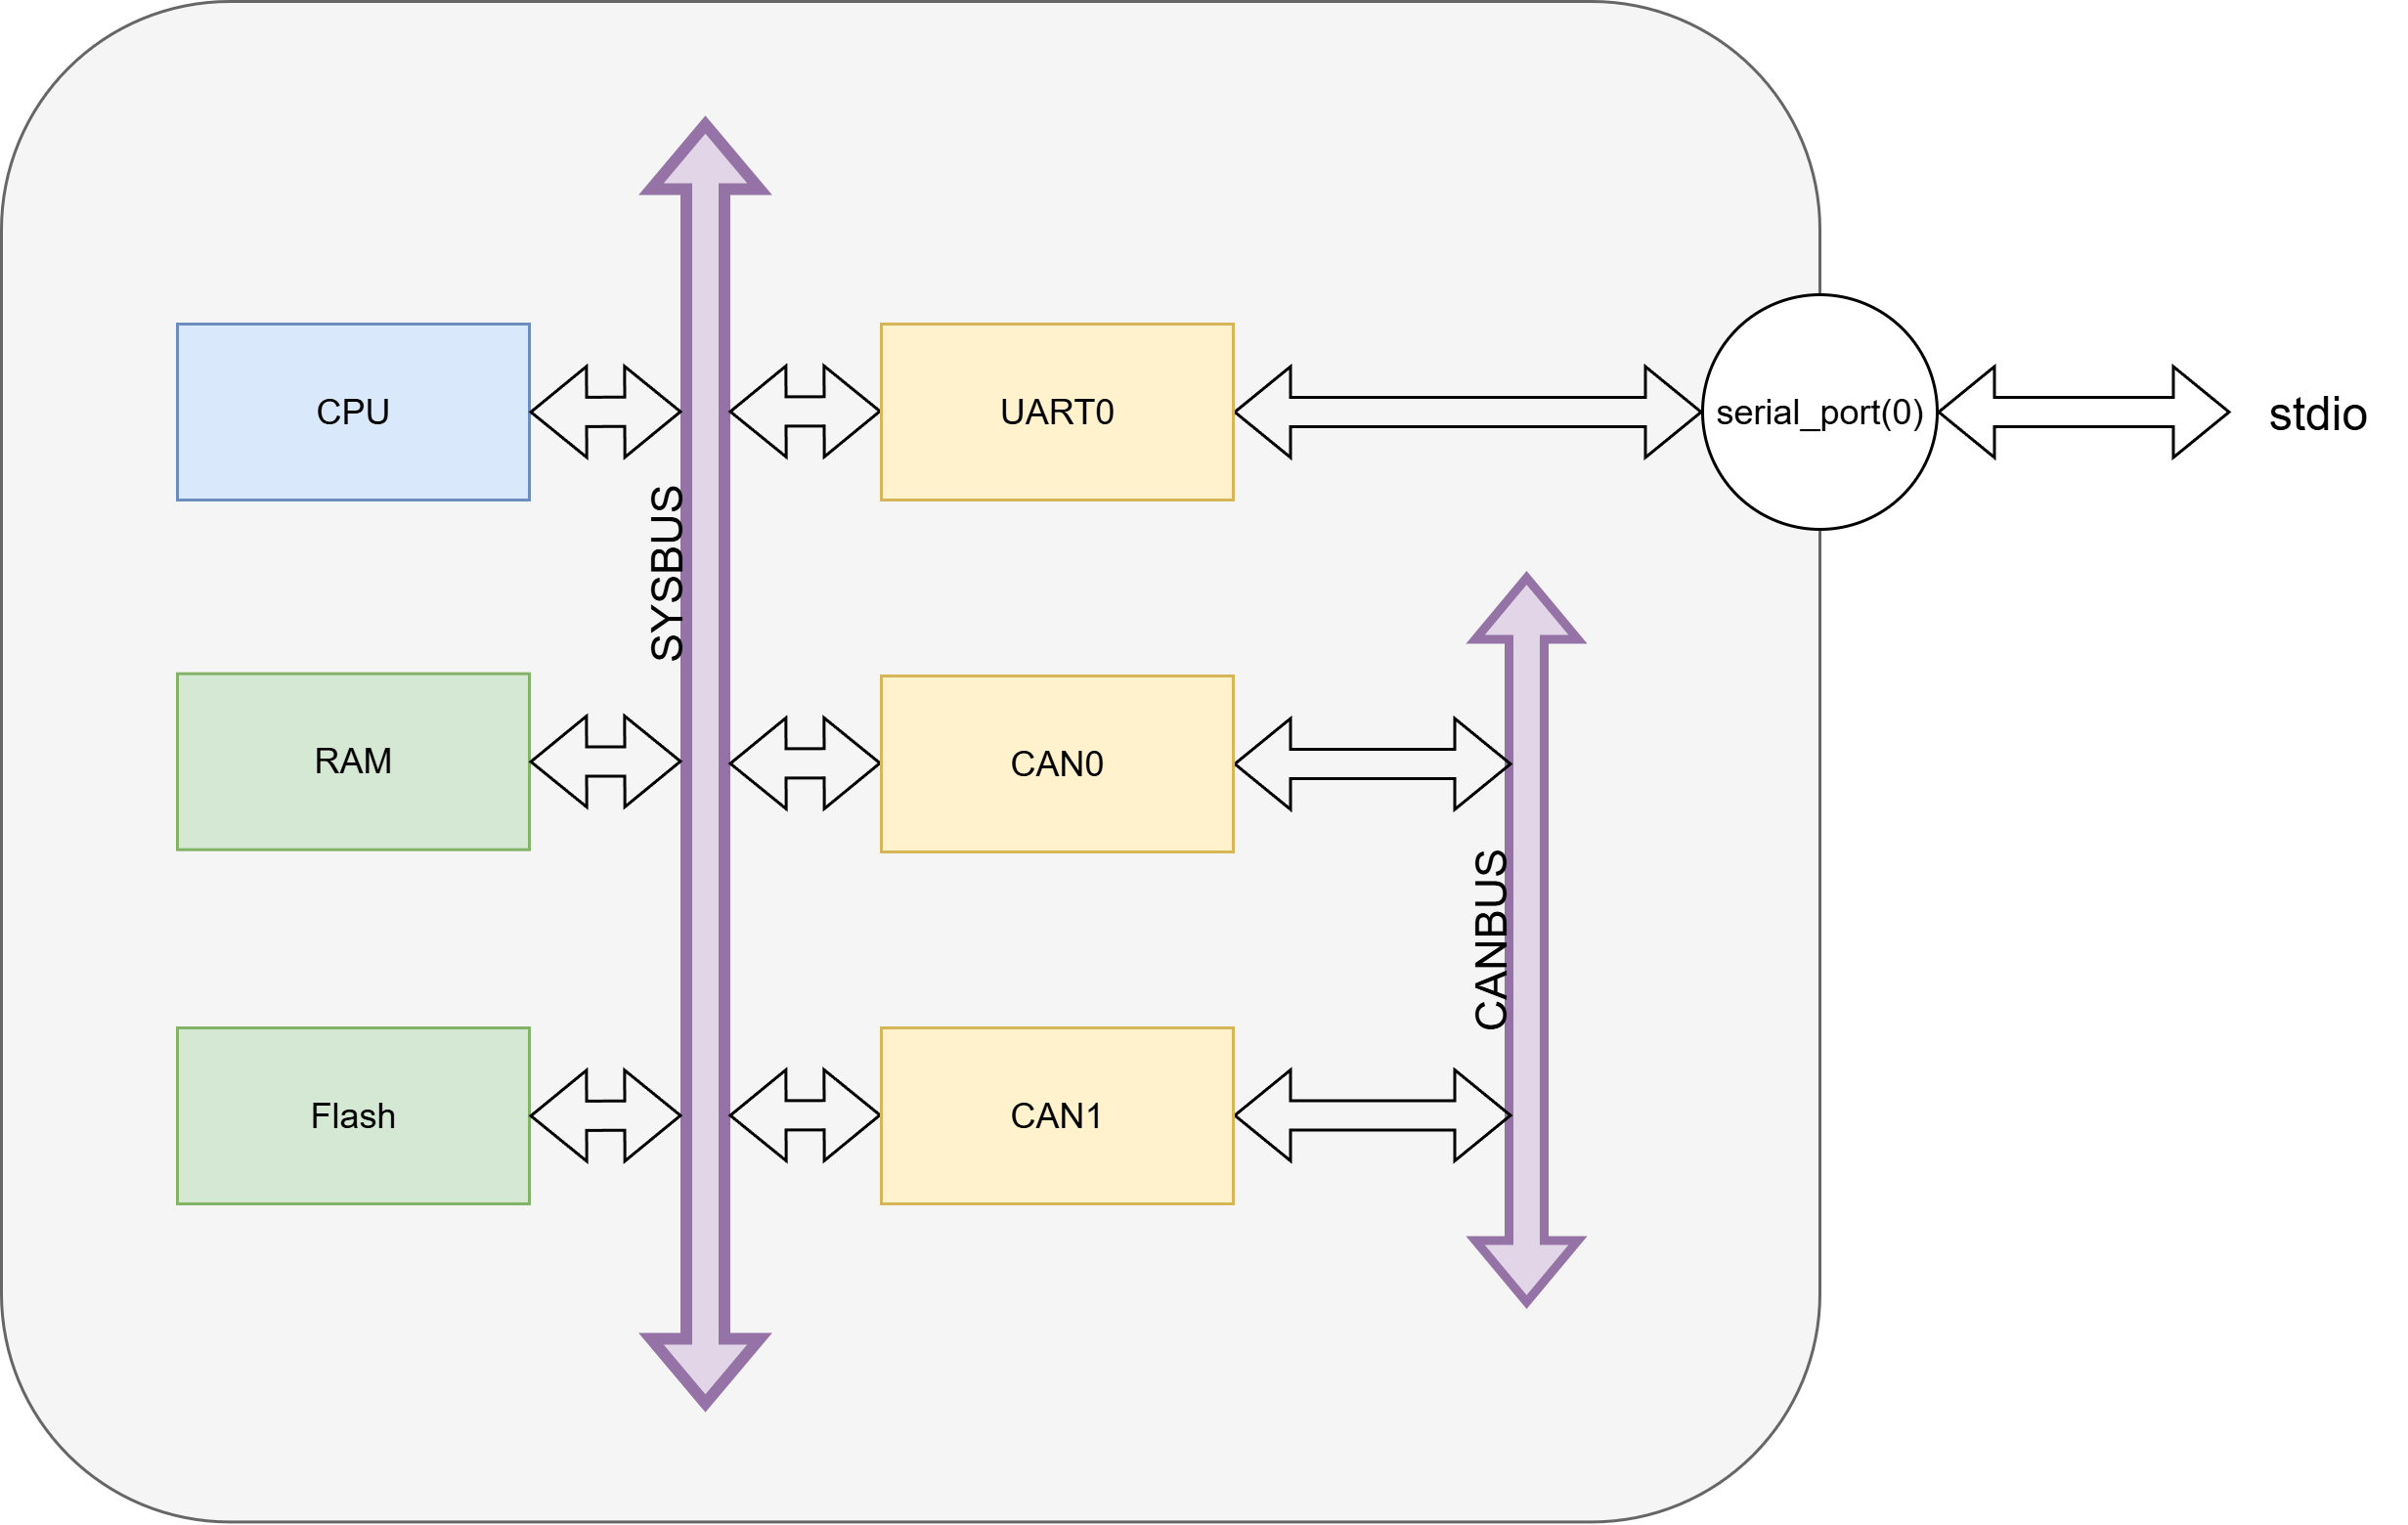 CPU
SYSBUS
UART0
serial_port(0)
stdio
RAM
CAN0
CANBUS
Flash
CAN1